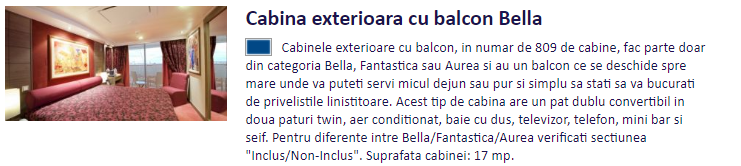 Cabina exterioara cu balcon Bella
Cabinele exterioare cu balcon, in numar de 809 de cabine, fac parte doar
din categoria Bella, Fantastica sau Aurea si au un balcon ce se deschide spre
mare unde va puteti servi micul dejun sau pur si simplu sa stati sa va bucurati
de privelistile linistitoare. Acest tip de cabina are un pat dublu convertibil in
doua paturi twin, aer conditionat, baie cu dus, televizor, telefon, mini bar si
seif. Pentru diferente intre Bella/Fantastica/Aurea verificati sectiunea
"Inclus/Non-Inclus". Suprafata cabinei: 17 mp.